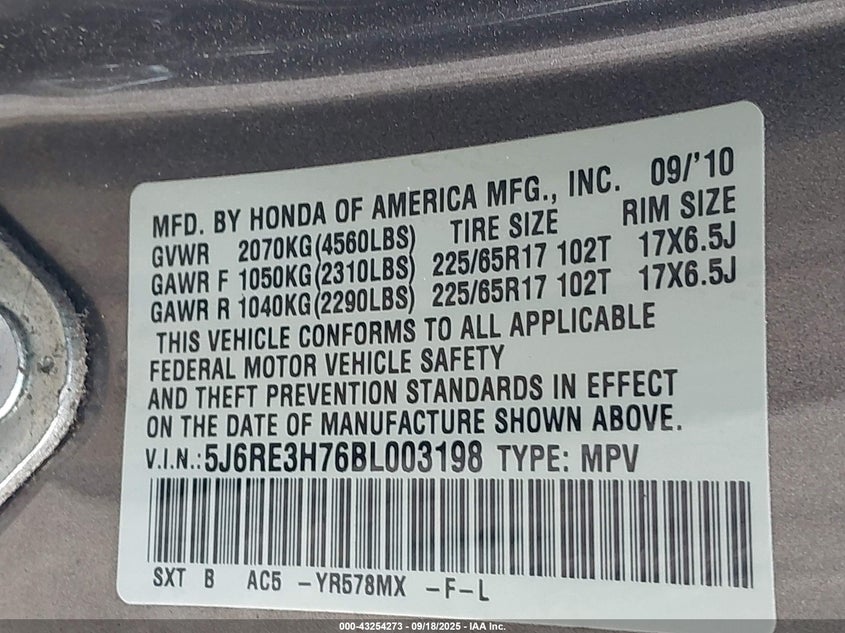 MFD. BY HONDA OF AMERICA MFG., INC. 09/'10
GVWR 2070KG(4560LBS) TIRE SIZE RIM SIZE
GAWR F 1050KG(2310LBS) 225/65R17 102T 17X6.5J
GAWR R 1040KG(2290LBS) 225/65R17 102T 17X6.5J
THIS VEHICLE CONFORMS TO ALL APPLICABLE
FEDERAL MOTOR VEHICLE SAFETY
AND THEFT PREVENTION STANDARDS IN EFFECT
ON THE DATE OF MANUFACTURE SHOWN ABOVE.
V.I.N.:5J6RE3H76BL003198 TYPE: MPV
SXT B AC5 -YR578MX -F-L
000-43254273 - 09/18/2025 - IAA Inc.